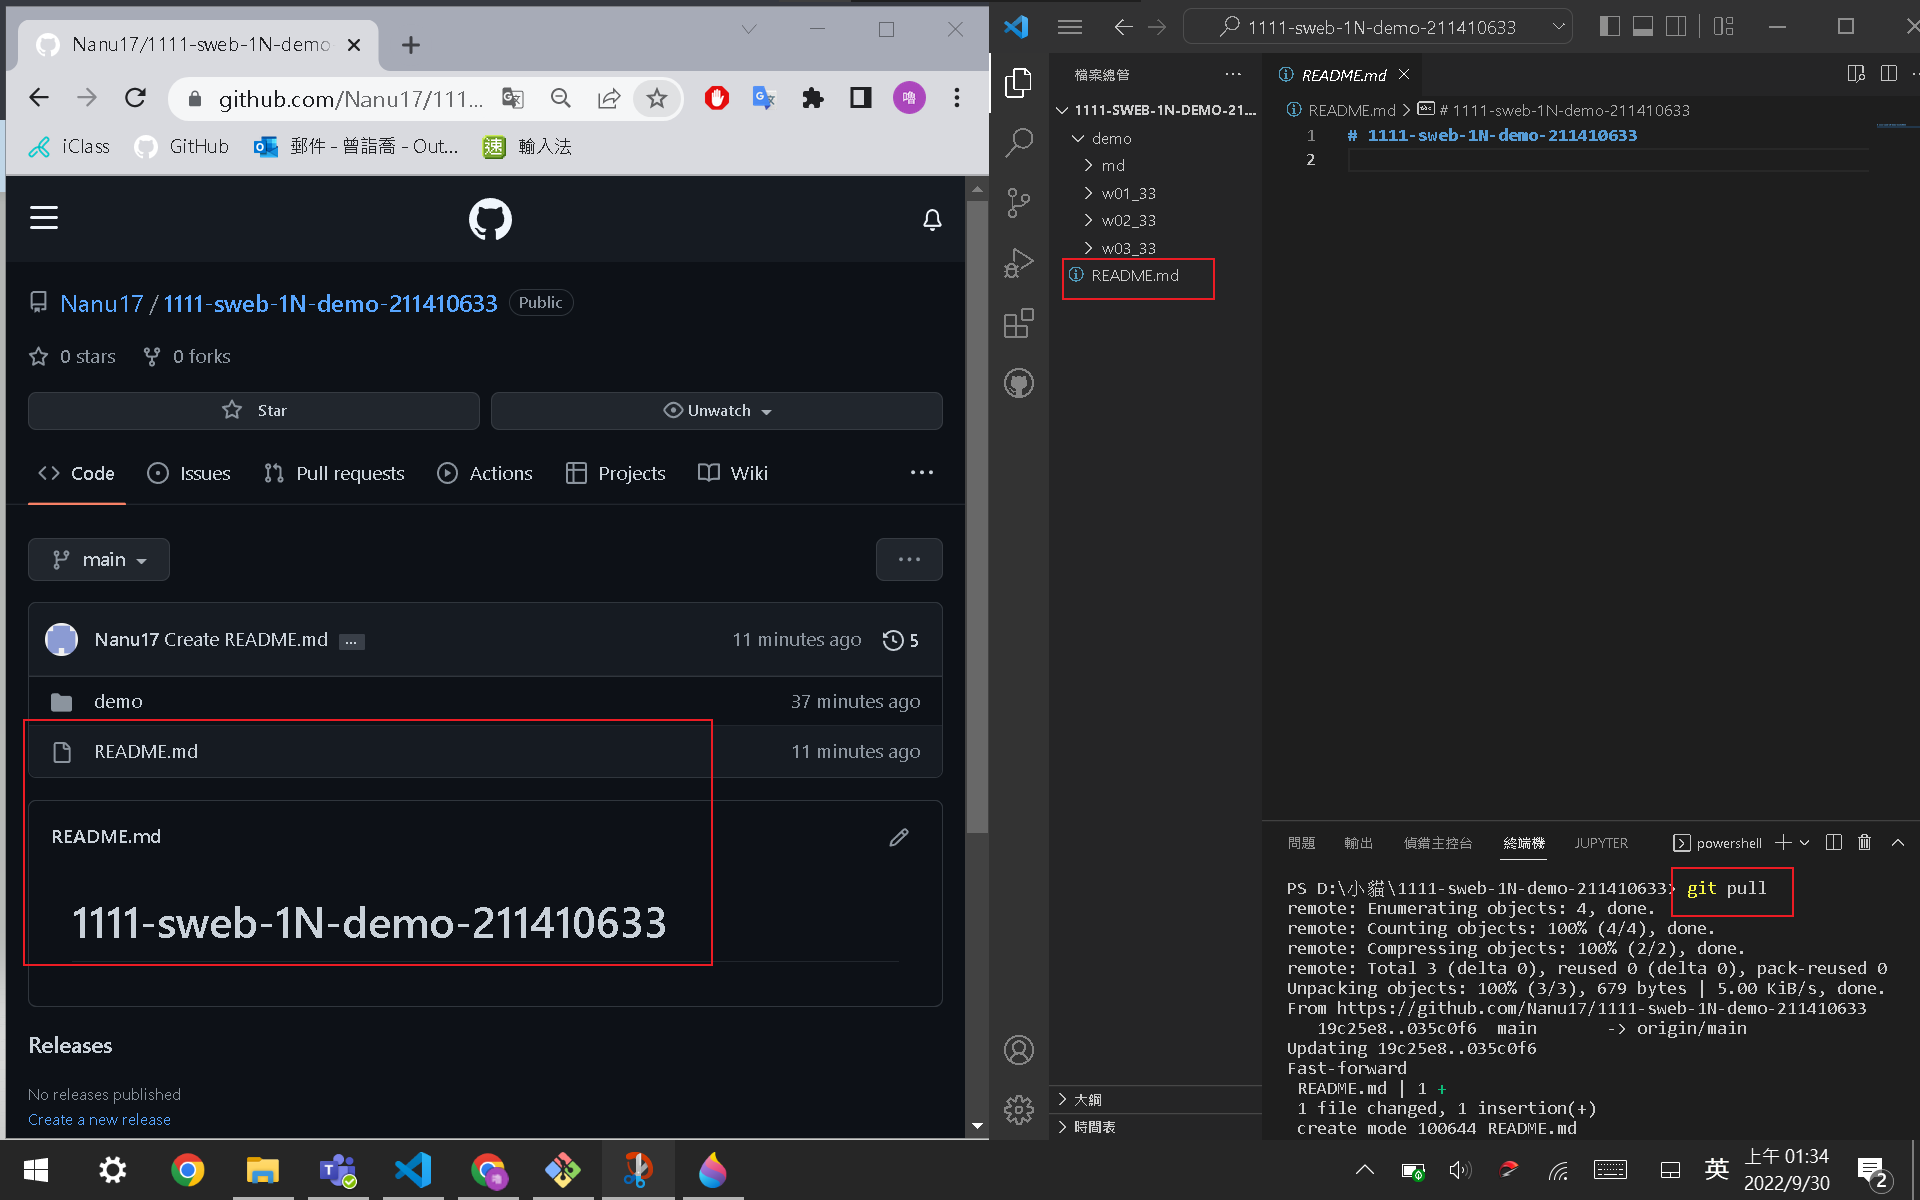 Nanu17/1111-sweb-1N-demo
github.com/Nanu17/111...
iClass
GitHub
郵件 - 曾詣喬 - Out...
速 輸入法
Nanu17 / 1111-sweb-1N-demo-211410633 Public
0 stars 0 forks
Star
Unwatch
Code Issues Pull requests Actions Projects Wiki ...
main
...
Nanu17 Create README.md ... 11 minutes ago 5
demo 37 minutes ago
README.md 11 minutes ago
README.md
1111-sweb-1N-demo-211410633
Releases
No releases published
Create a new release
1111-sweb-1N-demo-211410633
檔案總管 ...
1111-SWEB-1N-DEMO-21...
demo
md
w01_33
w02_33
w03_33
README.md
大綱
時間表
README.md
README.md > # 1111-sweb-1N-demo-211410633
1 # 1111-sweb-1N-demo-211410633
2
問題 輸出 偵錯主控台 終端機 JUPYTER powershell
PS D:\小貓\1111-sweb-1N-demo-211410633> git pull
remote: Enumerating objects: 4, done.
remote: Counting objects: 100% (4/4), done.
remote: Compressing objects: 100% (2/2), done.
remote: Total 3 (delta 0), reused 0 (delta 0), pack-reused 0
Unpacking objects: 100% (3/3), 679 bytes | 5.00 KiB/s, done.
From https://github.com/Nanu17/1111-sweb-1N-demo-211410633
19c25e8..035c0f6 main -> origin/main
Updating 19c25e8..035c0f6
Fast-forward
README.md | 1 +
1 file changed, 1 insertion(+)
create mode 100644 README.md
英
上午 01:34
2022/9/30
2